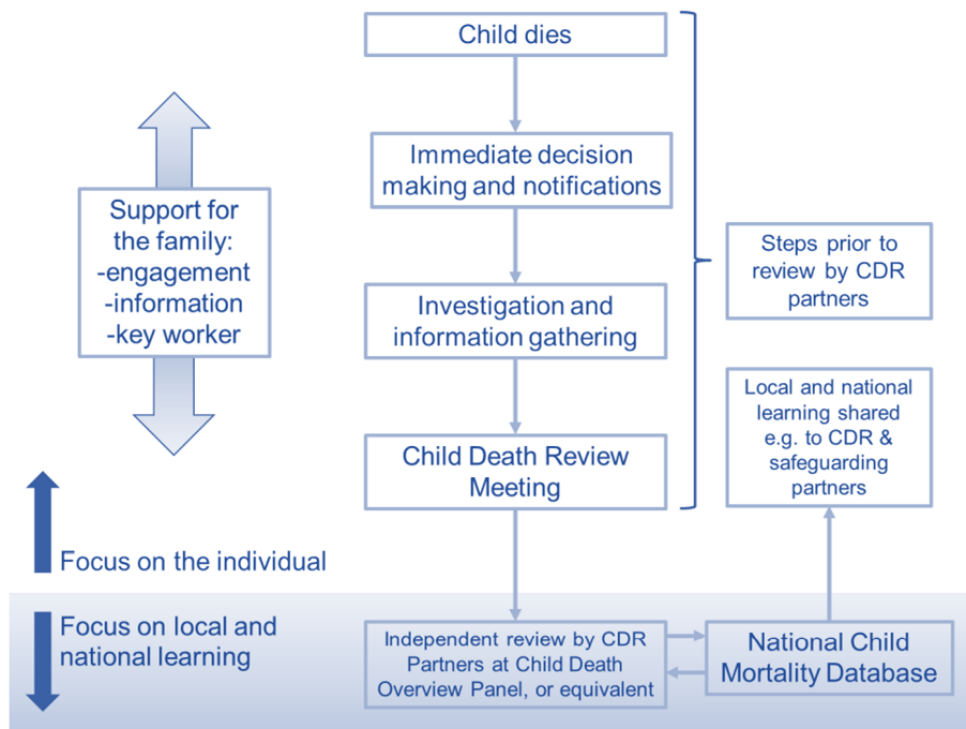 Child dies
Immediate decision
making and notifications
Support for
the family:
-engagement
-information
-key worker
Steps prior to
review by CDR
partners
Investigation and
information gathering
Local and national
learning shared
e.g. to CDR &
safeguarding
partners
Child Death Review
Meeting
Focus on the individual
Focus on local and
national learning
Independent review by CDR
Partners at Child Death
Overview Panel, or equivalent
National Child
Mortality Database